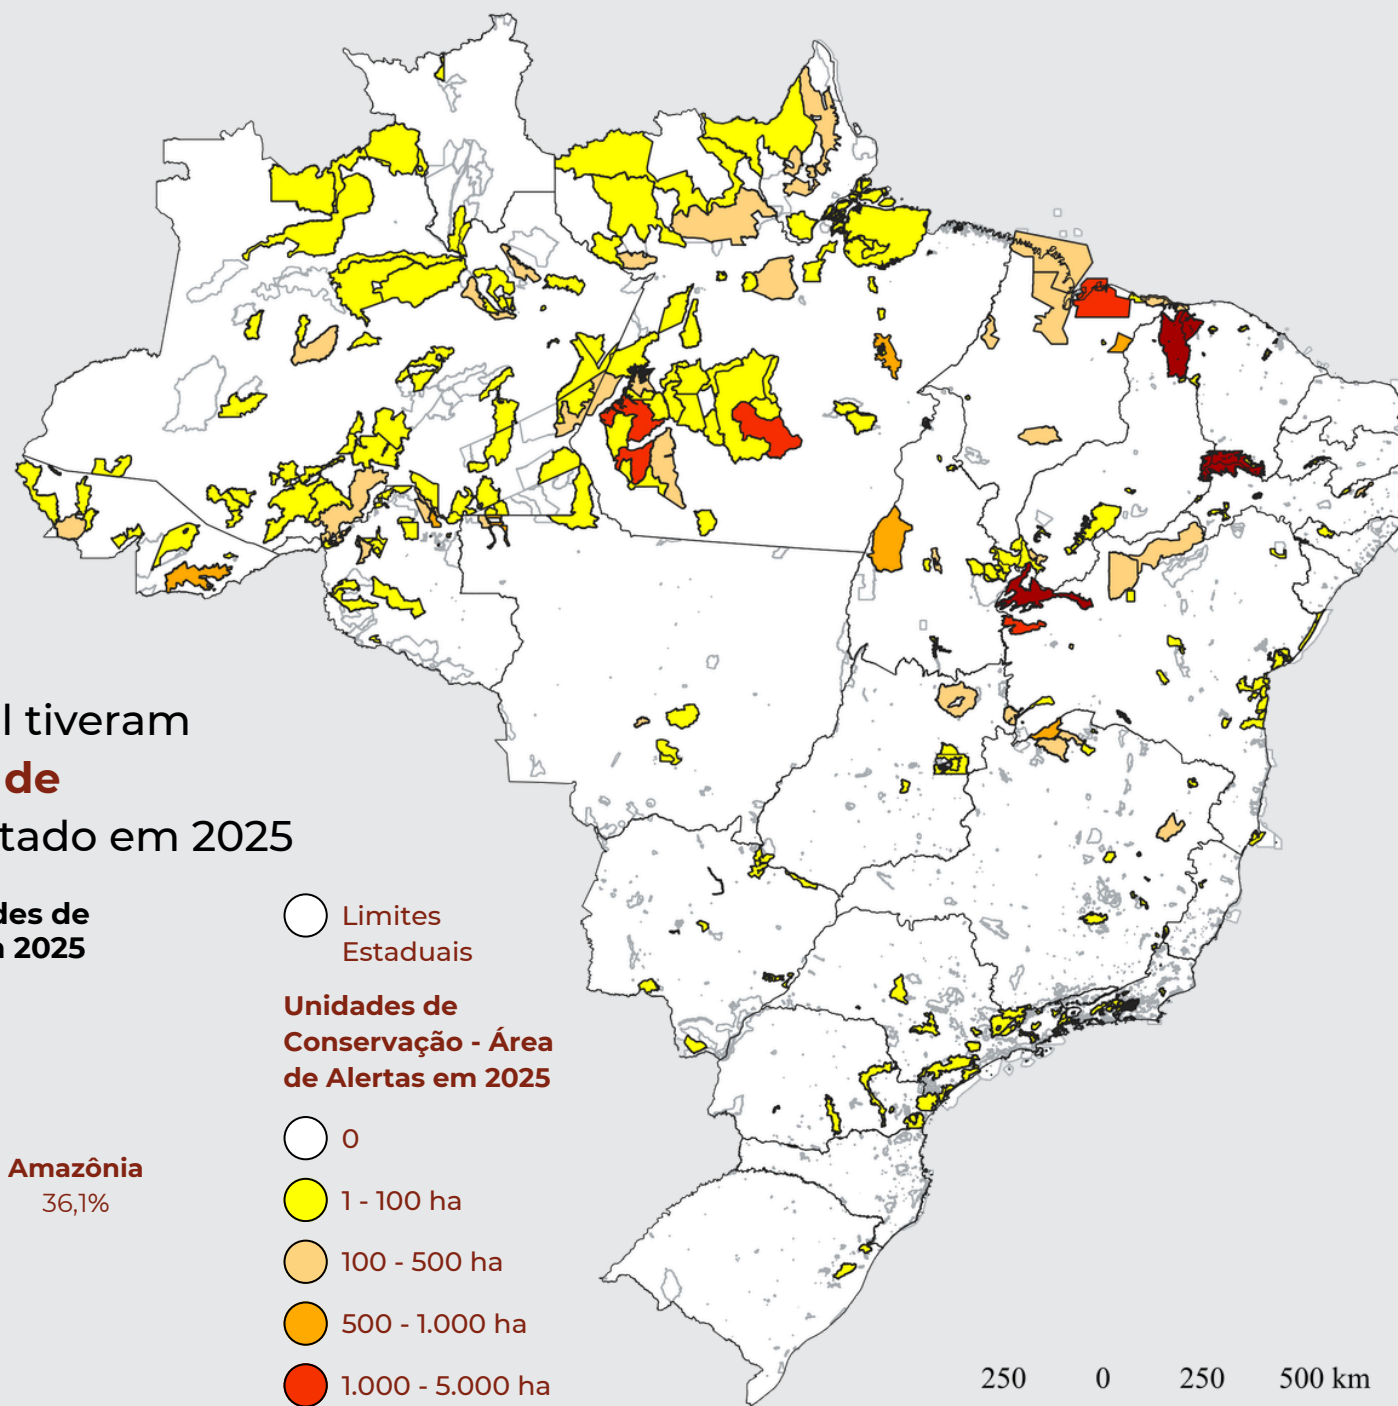 l tiveram
de
tado em 2025
des de
2025
Limites
Estaduais
Unidades de
Conservação - Área
de Alertas em 2025
0
1 - 100 ha
100 - 500 ha
500 - 1.000 ha
1.000 - 5.000 ha
Amazônia
36,1%
250 0 250 500 km